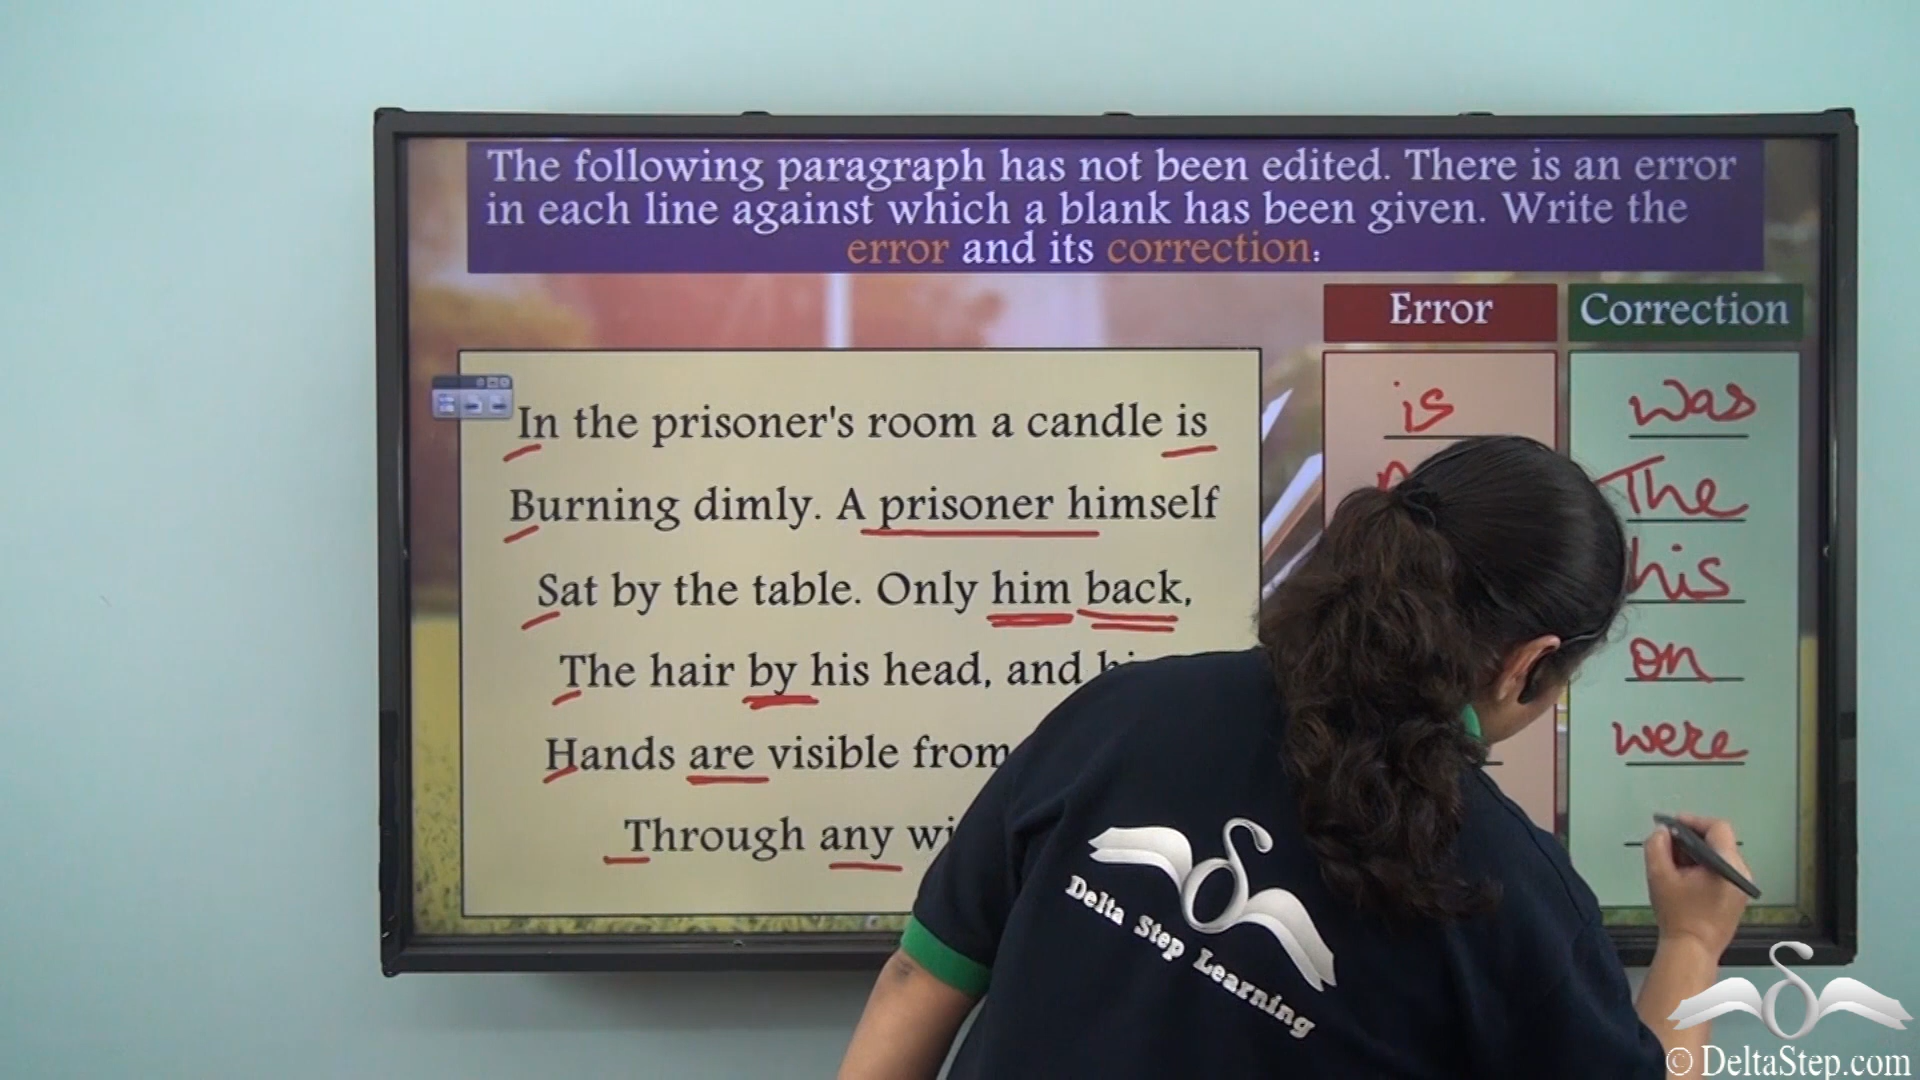 The following paragraph has not been edited. There is an error
in each line against which a blank has been given. Write the
error and its correction:
Error Correction
In the prisoner's room a candle is
is was
Burning dimly. A prisoner himself
The
Sat by the table. Only him back,
his
The hair by his head, and
on
Hands are visible from
were
Through any
Delta Step Learning
© DeltaStep.com